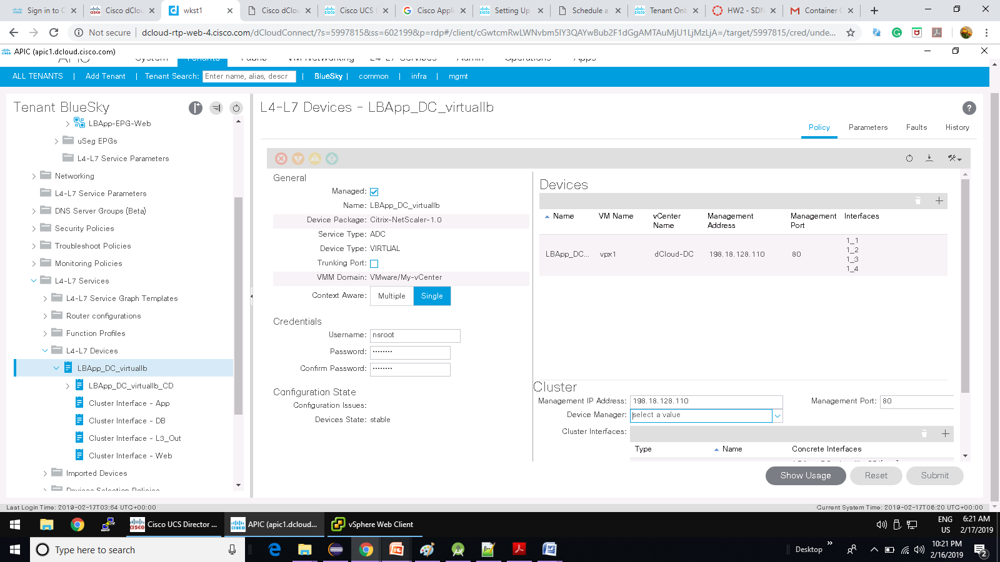 Sign in to C
Cisco dClou
wkst1
Cisco dClou
Cisco UCS D
Cisco Appli
Setting Up
Schedule a
Tenant Onb
HW2 - SDN
Container C
Not secure | dcloud-rtp-web-4.cisco.com/dCloudConnect/?s=5997815&ss=602199&p=rdp#/client/cGwtcmRwLWNvbm5lY3QAYwBub2F1dGgAMTAuMjU1LjMzLjA=/target/5997815/cred/unde...
APIC (apic1.dcloud.cisco.com)
APIC System Tenants Fabric VM Networking L4-L7 Services Admin Operations Apps
ALL TENANTS | Add Tenant | Tenant Search: Enter name, alias, descr | BlueSky | common | infra | mgmt
Tenant BlueSky
LBApp-EPG-Web
uSeg EPGs
L4-L7 Service Parameters
Networking
L4-L7 Service Parameters
DNS Server Groups (Beta)
Security Policies
Troubleshoot Policies
Monitoring Policies
L4-L7 Services
L4-L7 Service Graph Templates
Router configurations
Function Profiles
L4-L7 Devices
LBApp_DC_virtuallb
LBApp_DC_virtuallb_CD
Cluster Interface - App
Cluster Interface - DB
Cluster Interface - L3_Out
Cluster Interface - Web
Imported Devices
Devices Selection Policies
L4-L7 Devices - LBApp_DC_virtuallb
?
Policy Parameters Faults History
General
Managed:
Name: LBApp_DC_virtuallb
Device Package: Citrix-NetScaler-1.0
Service Type: ADC
Device Type: VIRTUAL
Trunking Port:
VMM Domain: VMware/My-vCenter
Context Aware: Multiple Single
Credentials
Username: nsroot
Password: ••••••••
Confirm Password: ••••••••
Configuration State
Configuration Issues:
Devices State: stable
Devices
Name VM Name vCenter Name Management Address Management Port Interfaces
LBApp_DC... vpx1 dCloud-DC 198.18.128.110 80
1_1
1_2
1_3
1_4
Cluster
Management IP Address: 198.18.128.110 Management Port: 80
Device Manager: select a value
Cluster Interfaces:
Type Name Concrete Interfaces
Show Usage Reset Submit
Last Login Time: 2019-02-17T03:54 UTC+00:00
Current System Time: 2019-02-17T06:20 UTC+00:00
Cisco UCS Director ...
APIC (apic1.dcloud...
vSphere Web Client
ENG US
6:21 AM
2/17/2019
Type here to search
Desktop
10:21 PM
2/16/2019
2